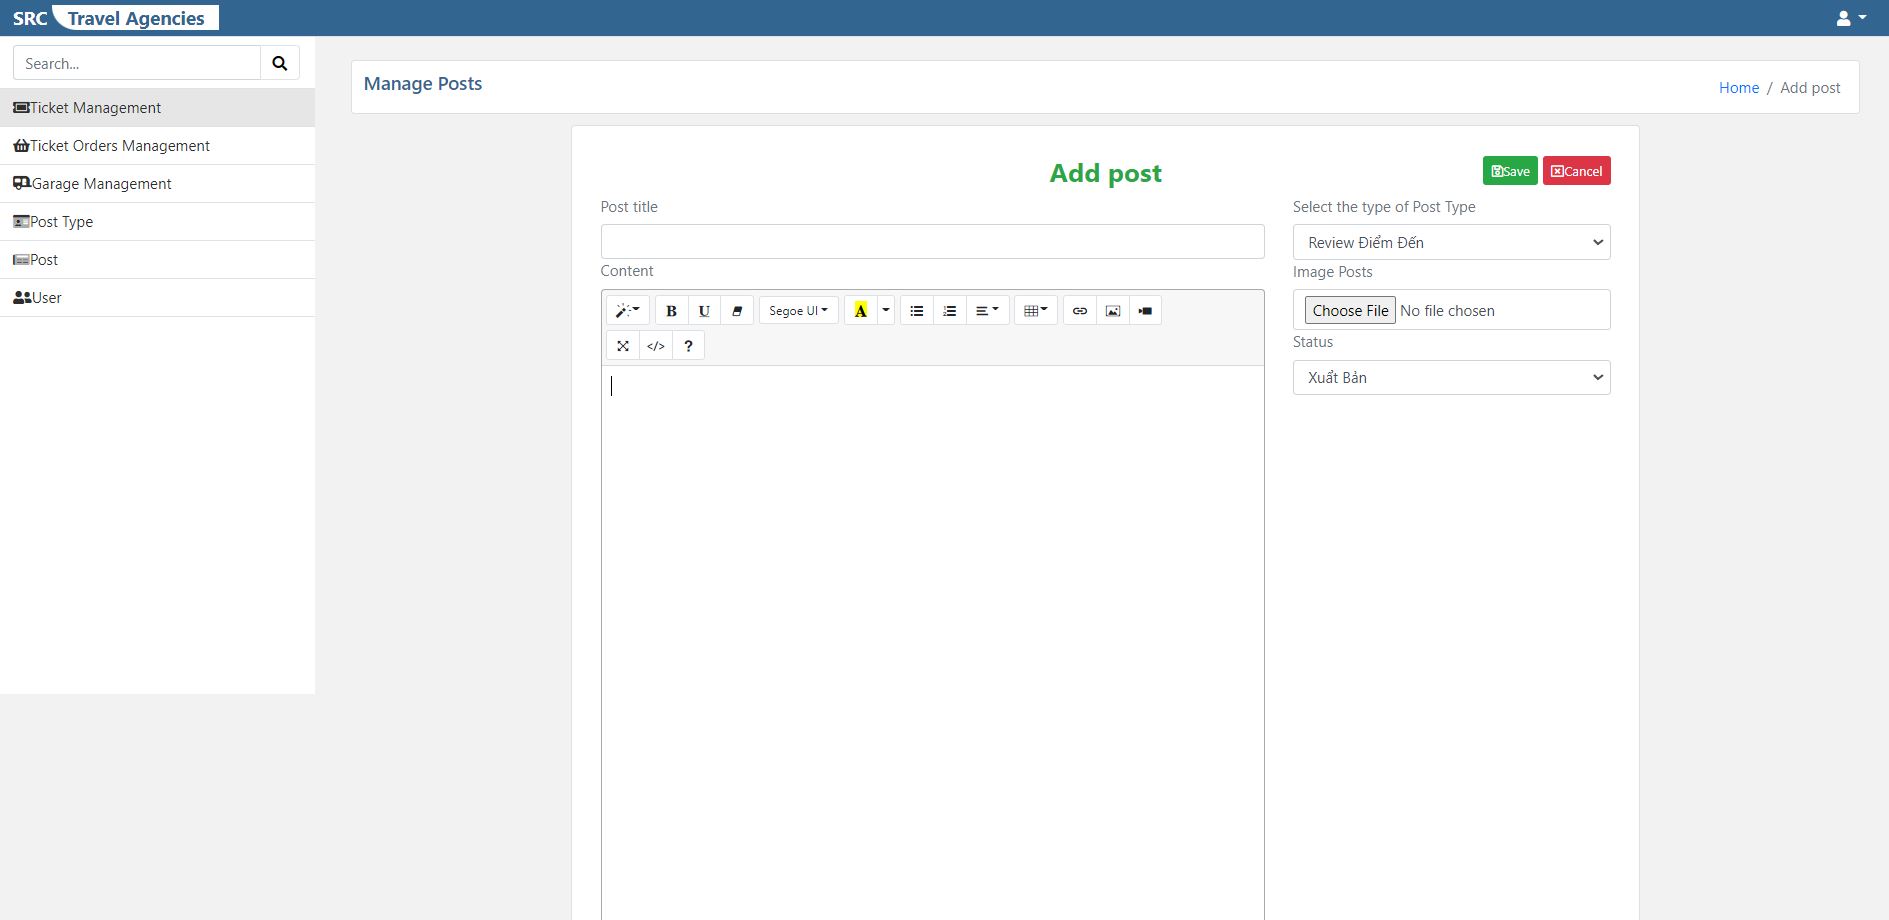 SRC Travel Agencies
Search...
Ticket Management
Ticket Orders Management
Garage Management
Post Type
Post
User
Manage Posts
Home / Add post
Add post
Save Cancel
Post title
Select the type of Post Type
Review Điểm Đến
Content
Image Posts
B U Segoe UI A
Choose File No file chosen
</> ?
Status
Xuất Bản